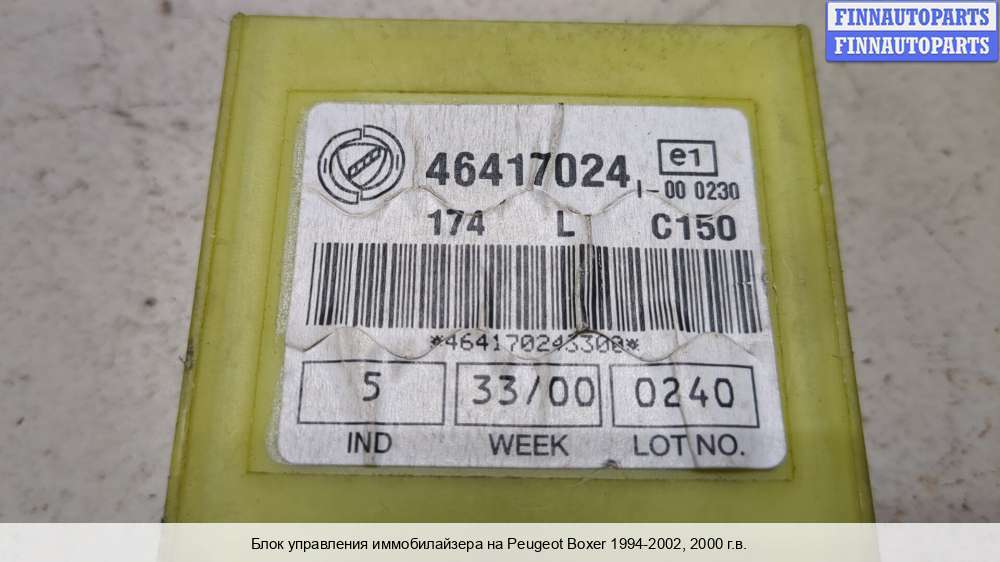 FINNAUTOPARTS
FINNAUTOPARTS
46417024 e1
I-00 0230
174 L C150
*464170243300*
5 33/00 0240
IND WEEK LOT NO.
Блок управления иммобилайзера на Peugeot Boxer 1994-2002, 2000 г.в.